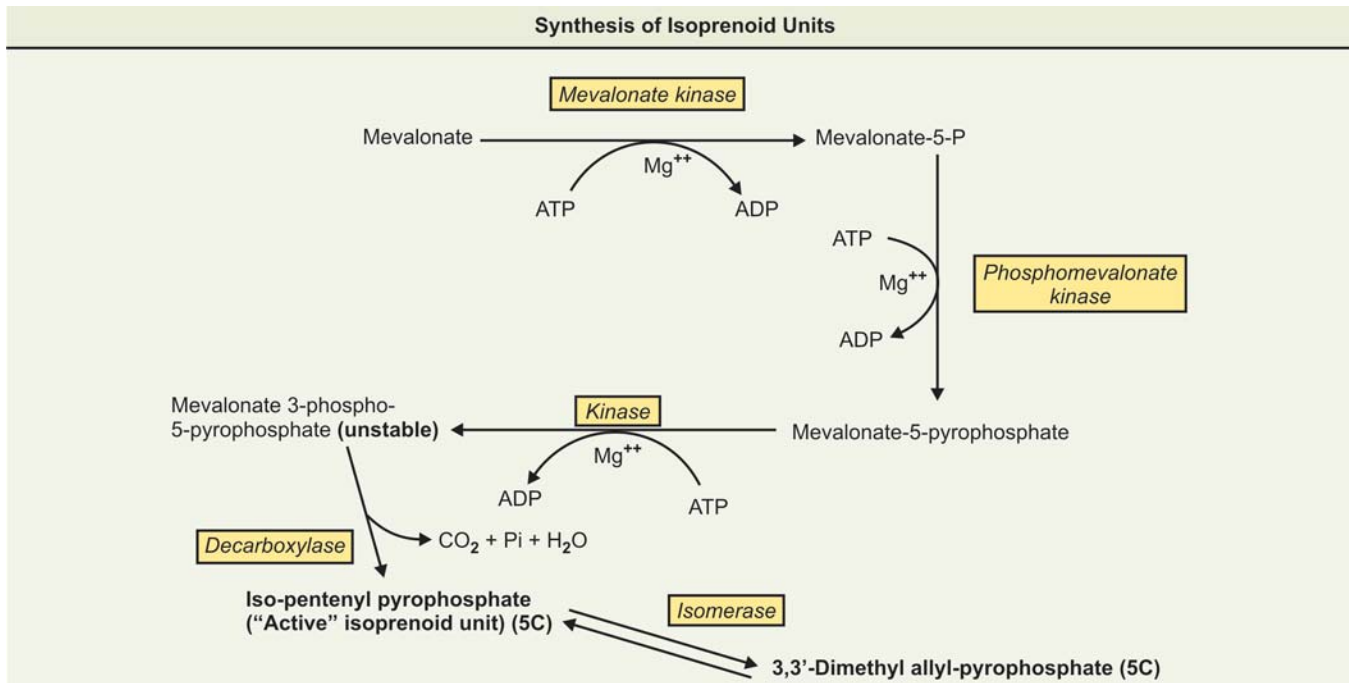 Synthesis of Isoprenoid Units
Mevalonate kinase
Mevalonate
Mevalonate-5-P
Mg++
ATP
ADP
ATP
Mg++
Phosphomevalonate
kinase
ADP
Mevalonate 3-phospho-
5-pyrophosphate (unstable)
Kinase
Mevalonate-5-pyrophosphate
Mg++
ADP
ATP
Decarboxylase
CO2 + Pi + H2O
Iso-pentenyl pyrophosphate
(“Active” isoprenoid unit) (5C)
Isomerase
3,3’-Dimethyl allyl-pyrophosphate (5C)